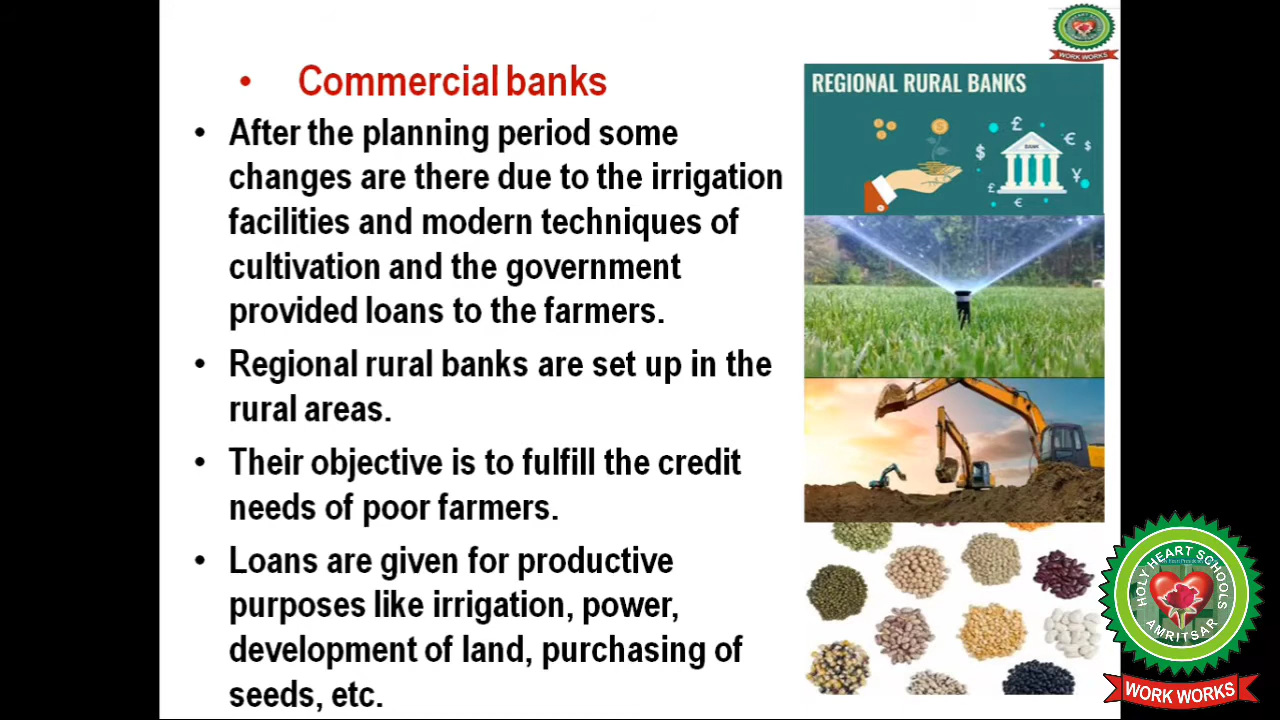 • Commercial banks
• After the planning period some
changes are there due to the irrigation
facilities and modern techniques of
cultivation and the government
provided loans to the farmers.
• Regional rural banks are set up in the
rural areas.
• Their objective is to fulfill the credit
needs of poor farmers.
• Loans are given for productive
purposes like irrigation, power,
development of land, purchasing of
seeds, etc.
WORK WORKS
REGIONAL RURAL BANKS
BANK
HOLY HEART SCHOOLS
AMRITSAR
WORK WORKS